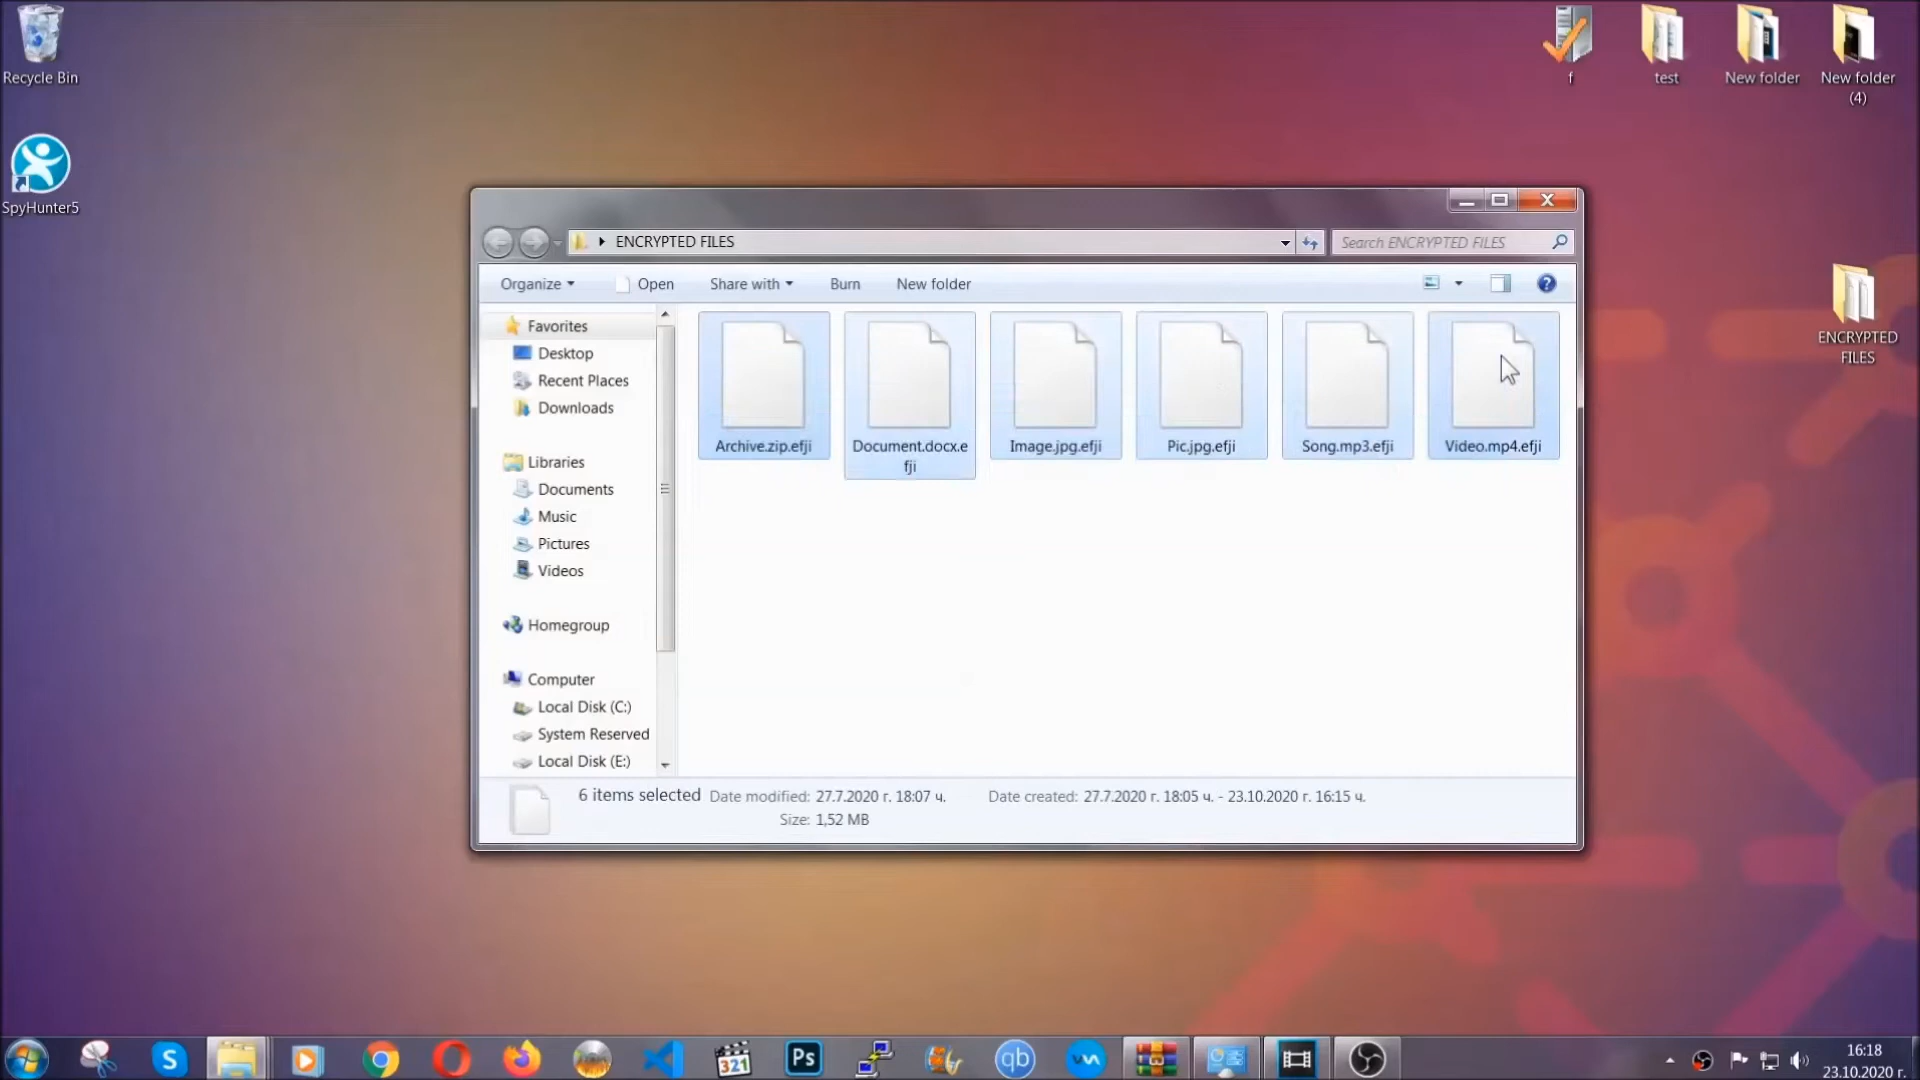 Recycle Bin
SpyHunter5
f
test
New folder
New folder
(4)
ENCRYPTED
FILES
ENCRYPTED FILES
Search ENCRYPTED FILES
Organize
Open
Share with
Burn
New folder
Favorites
Desktop
Recent Places
Downloads
Libraries
Documents
Music
Pictures
Videos
Homegroup
Computer
Local Disk (C:)
System Reserved
Local Disk (E:)
Archive.zip.efji
Document.docx.e
fji
Image.jpg.efji
Pic.jpg.efji
Song.mp3.efji
Video.mp4.efji
6 items selected
Date modified: 27.7.2020 г. 18:07 ч.
Date created: 27.7.2020 г. 18:05 ч. - 23.10.2020 г. 16:15 ч.
Size: 1,52 MB
S
321
Ps
qb
16:18
23.10.2020 г.